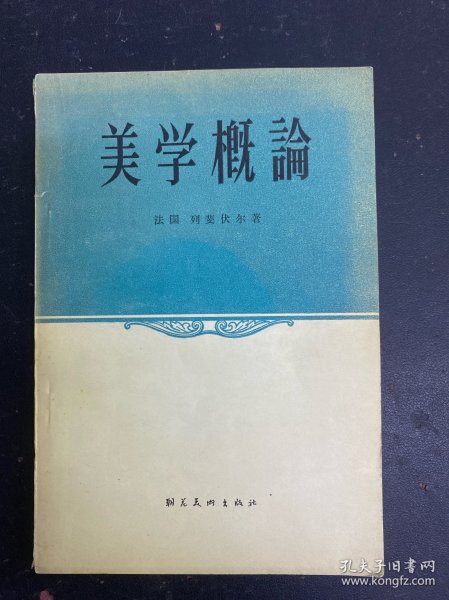 美学概論
法国 列斐伏尔著
朝花美术出版社
孔夫子旧书网
www.kongfz.com